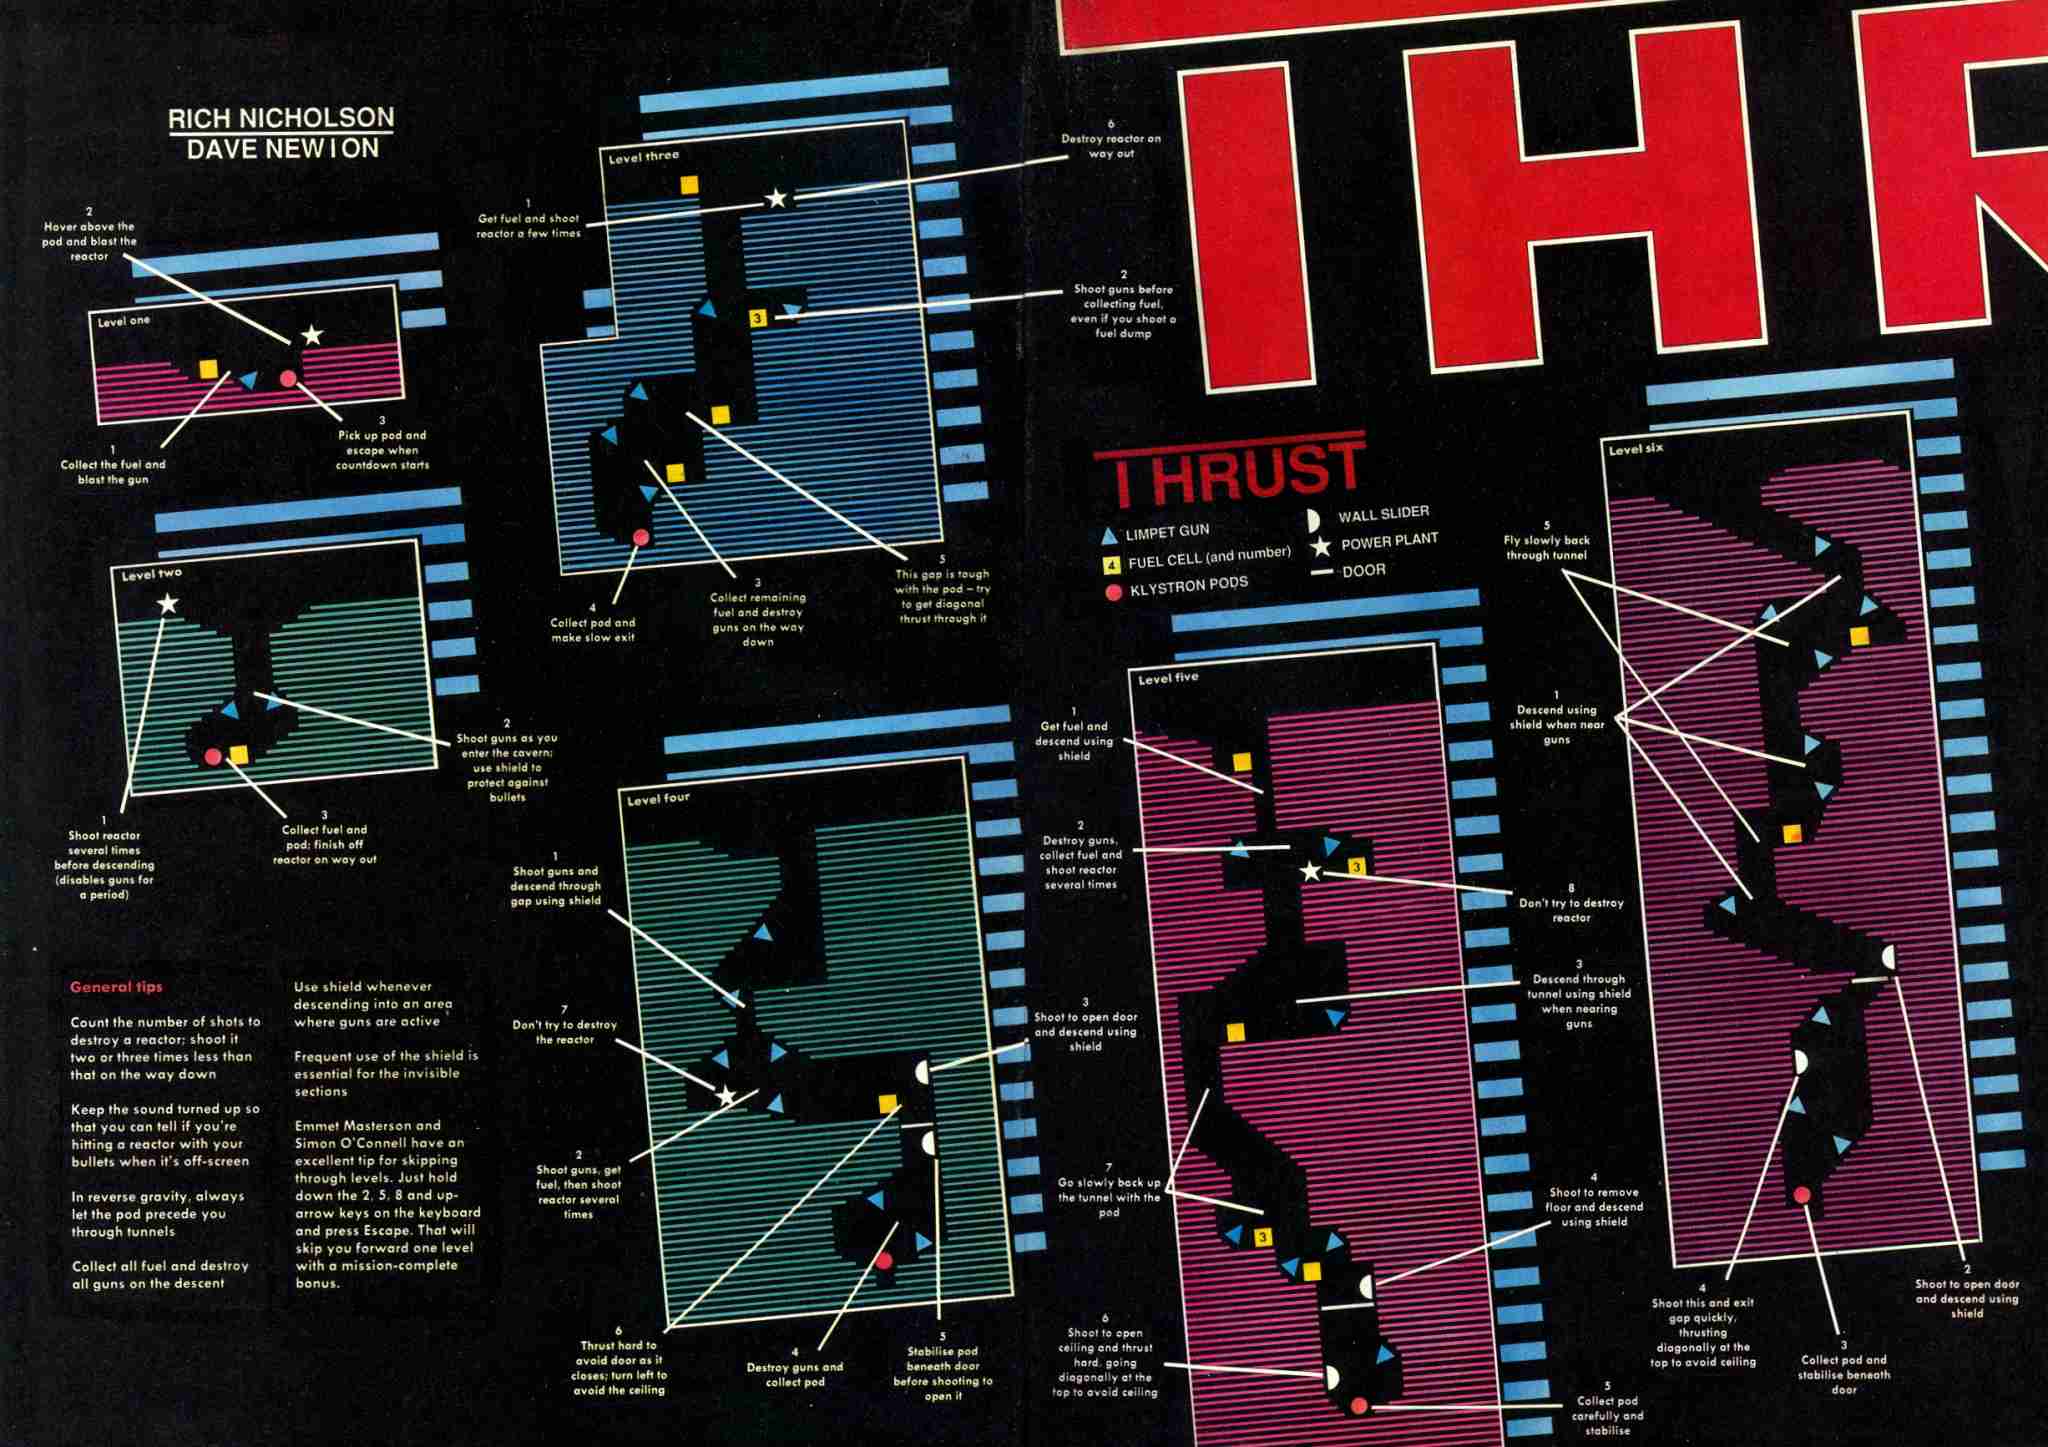 THR
RICH NICHOLSON
DAVE NEWTON
Level one
2
Hover above the
pod and blast the
reactor
1
Collect the fuel and
blast the gun
3
Pick up pod and
escape when
countdown starts
Level two
1
Shoot reactor
several times
before descending
(disables guns for
a period)
2
Shoot guns as you
enter the cavern;
use shield to
protect against
bullets
3
Collect fuel and
pod; finish off
reactor on way out
Level three
1
Get fuel and shoot
reactor a few times
6
Destroy reactor on
way out
3
2
Shoot guns before
collecting fuel,
even if you shoot a
fuel dump
4
Collect pod and
make slow exit
3
Collect remaining
fuel and destroy
guns on the way
down
5
This gap is tough
with the pod – try
to get diagonal
thrust through it
THRUST
LIMPET GUN
4 FUEL CELL (and number)
KLYSTRON PODS
WALL SLIDER
POWER PLANT
DOOR
Level four
1
Shoot guns and
descend through
gap using shield
7
Don't try to destroy
the reactor
2
Shoot guns, get
fuel, then shoot
reactor several
times
3
Shoot to open door
and descend using
shield
6
Thrust hard to
avoid door as it
closes; turn left to
avoid the ceiling
4
Destroy guns and
collect pod
5
Stabilise pod
beneath door
before shooting to
open it
Level five
1
Get fuel and
descend using
shield
2
Destroy guns,
collect fuel and
shoot reactor
several times
3
8
Don't try to destroy
reactor
3
Descend through
tunnel using shield
when nearing
guns
7
Go slowly back up
the tunnel with the
pod
3
4
Shoot to remove
floor and descend
using shield
6
Shoot to open
ceiling and thrust
hard, going
diagonally at the
top to avoid ceiling
5
Collect pod
carefully and
stabilise
Level six
5
Fly slowly back
through tunnel
1
Descend using
shield when near
guns
4
Shoot this and exit
gap quickly,
thrusting
diagonally at the
top to avoid ceiling
3
Collect pod and
stabilise beneath
door
2
Shoot to open door
and descend using
shield
General tips
Count the number of shots to
destroy a reactor; shoot it
two or three times less than
that on the way down
Keep the sound turned up so
that you can tell if you're
hitting a reactor with your
bullets when it's off-screen
In reverse gravity, always
let the pod precede you
through tunnels
Collect all fuel and destroy
all guns on the descent
Use shield whenever
descending into an area
where guns are active
Frequent use of the shield is
essential for the invisible
sections
Emmet Masterson and
Simon O'Connell have an
excellent tip for skipping
through levels. Just hold
down the 2, 5, 8 and up-
arrow keys on the keyboard
and press Escape. That will
skip you forward one level
with a mission-complete
bonus.